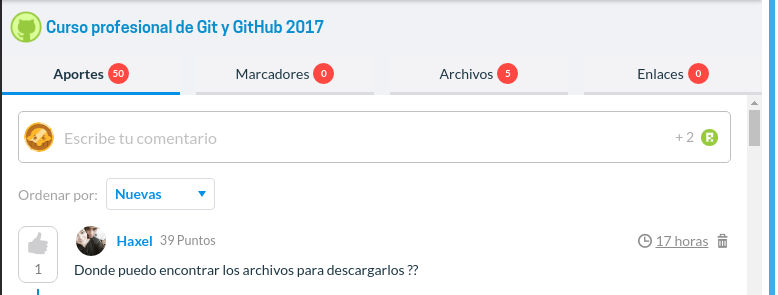 Curso profesional de Git y GitHub 2017
Aportes 50 Marcadores 0 Archivos 5 Enlaces 0
Escribe tu comentario + 2
Ordenar por: Nuevas
Haxel 39 Puntos 17 horas
1
Donde puedo encontrar los archivos para descargarlos ??